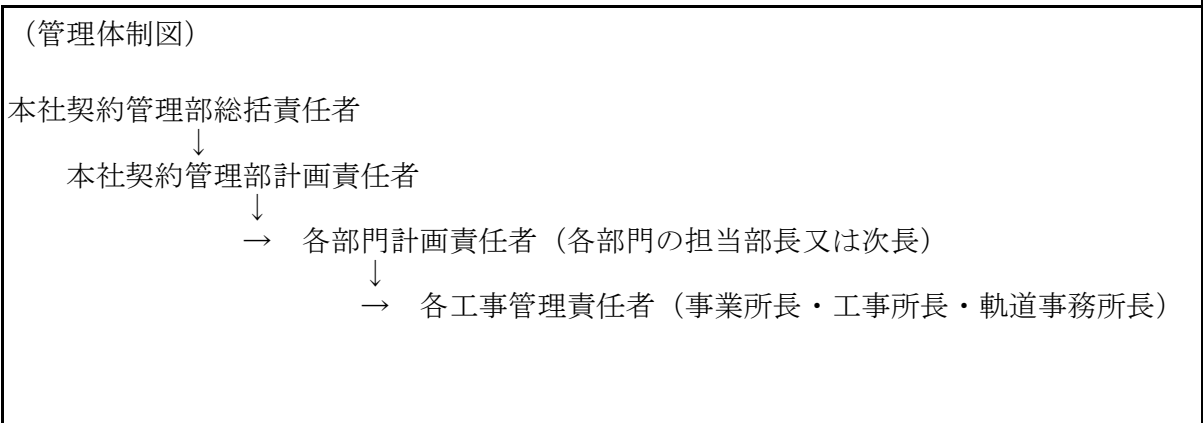 （管理体制図）
本社契約管理部総括責任者
↓
本社契約管理部計画責任者
↓
→　各部門計画責任者（各部門の担当部長又は次長）
↓
→　各工事管理責任者（事業所長・工事所長・軌道事務所長）